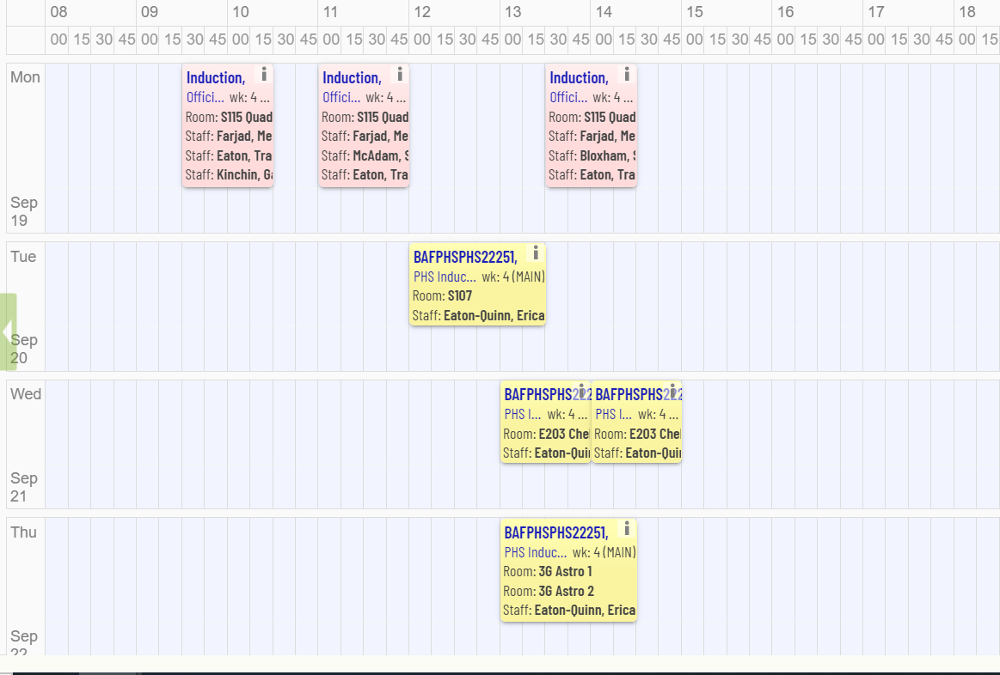 08 09 10 11 12 13 14 15 16 17 18
00 15 30 45 00 15 30 45 00 15 30 45 00 15 30 45 00 15 30 45 00 15 30 45 00 15 30 45 00 15 30 45 00 15 30 45 00 15 30 45 00 15
Mon
Sep
19
Induction,
Offici... wk: 4 ...
Room: S115 Quad
Staff: Farjad, Me
Staff: Eaton, Tra
Staff: Kinchin, Ga
Induction,
Offici... wk: 4 ...
Room: S115 Quad
Staff: Farjad, Me
Staff: McAdam, S
Staff: Eaton, Tra
Induction,
Offici... wk: 4 ...
Room: S115 Quad
Staff: Farjad, Me
Staff: Bloxham, S
Staff: Eaton, Tra
Tue
Sep
20
BAFPHSPHS22251,
PHS Induc... wk: 4 (MAIN)
Room: S107
Staff: Eaton-Quinn, Erica
Wed
Sep
21
BAFPHSPHS222
PHS I... wk: 4 ...
Room: E203 Che
Staff: Eaton-Quin
BAFPHSPHS222
PHS I... wk: 4 ...
Room: E203 Che
Staff: Eaton-Quin
Thu
Sep
22
BAFPHSPHS22251,
PHS Induc... wk: 4 (MAIN)
Room: 3G Astro 1
Room: 3G Astro 2
Staff: Eaton-Quinn, Erica